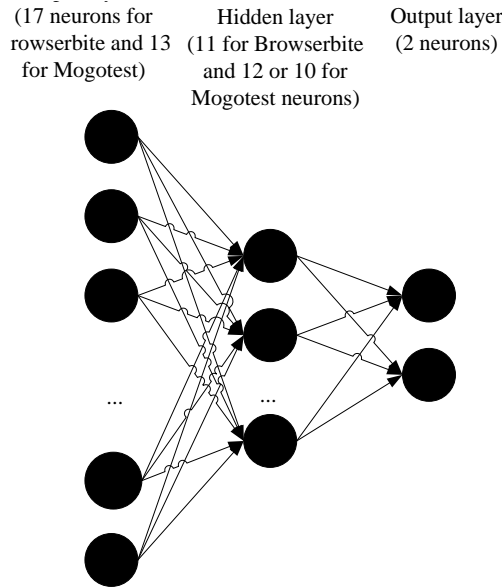 (17 neurons for
rowserbite and 13
for Mogotest)
Hidden layer
(11 for Browserbite
and 12 or 10 for
Mogotest neurons)
Output layer
(2 neurons)
...
...